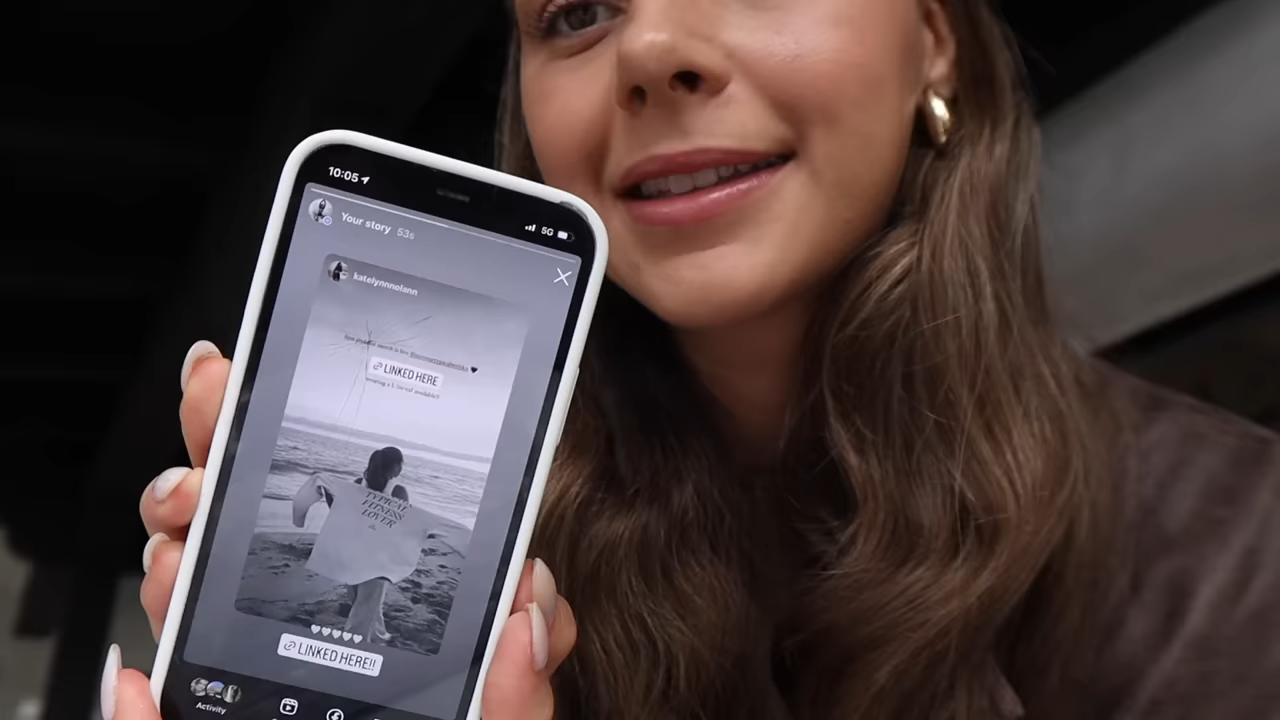 10:05
5G
Your story 53s
katelynnnolann
LINKED HERE
TYPICAL
FITNESS
LOVER
LINKED HERE!!
Activity